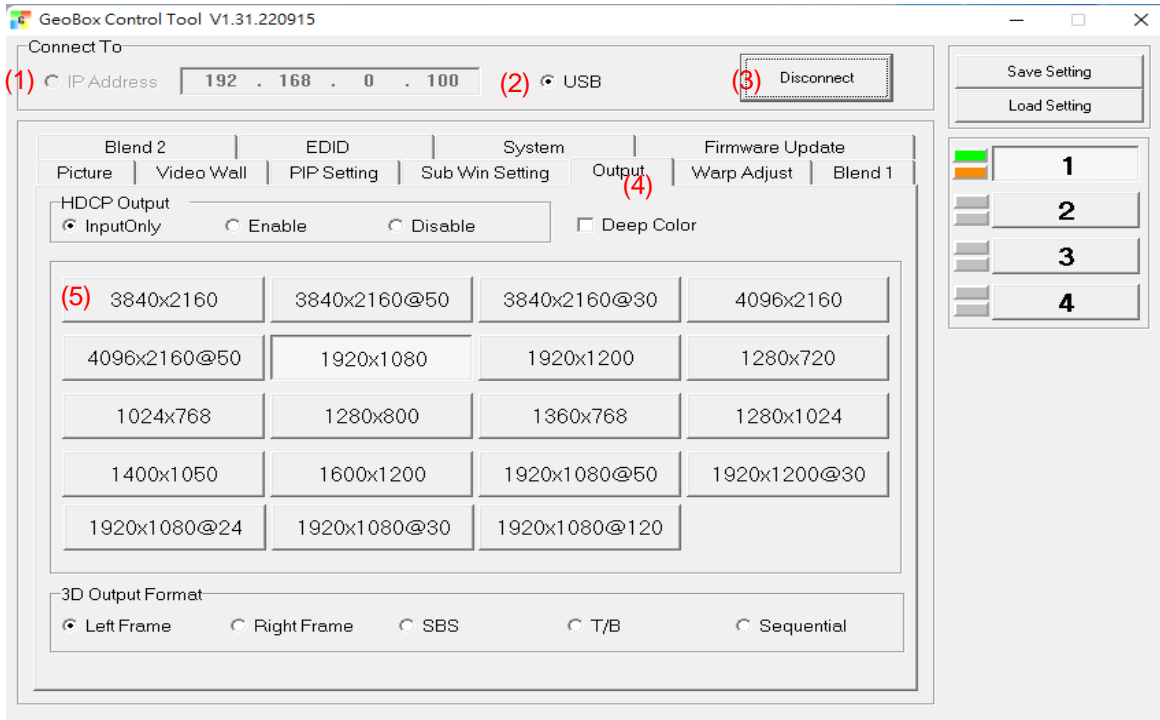 GeoBox Control Tool V1.31.220915
Connect To
(1) IP Address 192 . 168 . 0 . 100 (2) USB (3) Disconnect
Save Setting
Load Setting
Blend 2 EDID System Firmware Update
Picture Video Wall PIP Setting Sub Win Setting Output (4) Warp Adjust Blend 1
HDCP Output
InputOnly Enable Disable Deep Color
(5) 3840x2160 3840x2160@50 3840x2160@30 4096x2160
4096x2160@50 1920x1080 1920x1200 1280x720
1024x768 1280x800 1360x768 1280x1024
1400x1050 1600x1200 1920x1080@50 1920x1200@30
1920x1080@24 1920x1080@30 1920x1080@120
3D Output Format
Left Frame Right Frame SBS T/B Sequential
1
2
3
4